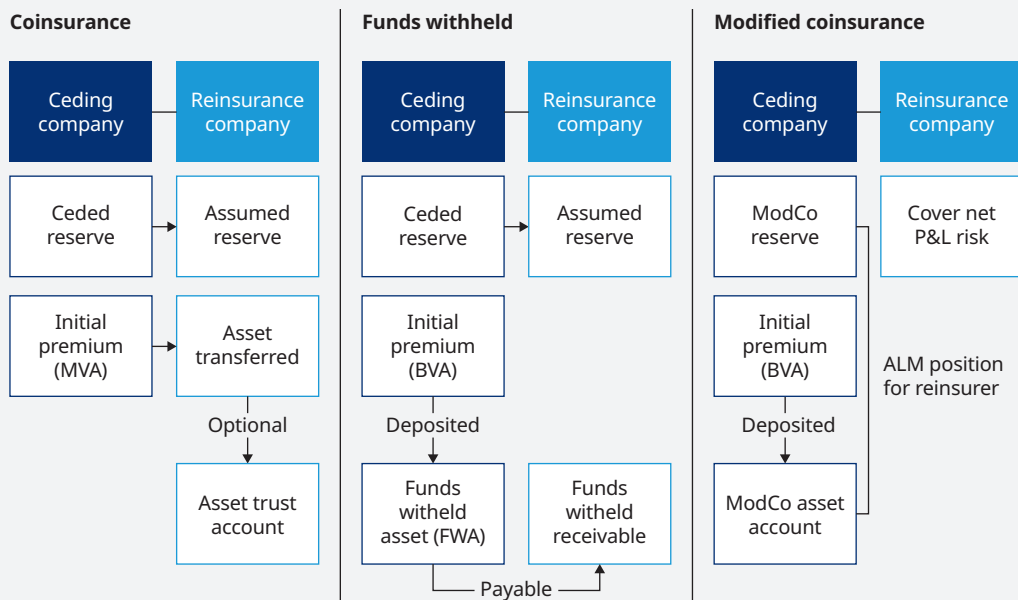 Coinsurance
Ceding
company
Reinsurance
company
Ceded
reserve
Assumed
reserve
Initial
premium
(MVA)
Asset
transferred
Optional
Asset trust
account
Funds withheld
Ceding
company
Reinsurance
company
Ceded
reserve
Assumed
reserve
Initial
premium
(BVA)
Deposited
Funds
witheld
asset (FWA)
Funds
witheld
receivable
Payable
Modified coinsurance
Ceding
company
Reinsurance
company
ModCo
reserve
Cover net
P&L risk
Initial
premium
(BVA)
ALM position
for reinsurer
Deposited
ModCo asset
account